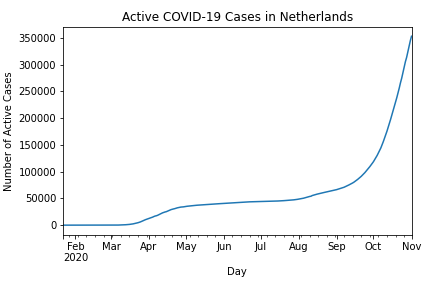 Active COVID-19 Cases in Netherlands
Number of Active Cases
350000
300000
250000
200000
150000
100000
50000
0
Feb Mar Apr May Jun Jul Aug Sep Oct Nov
2020
Day